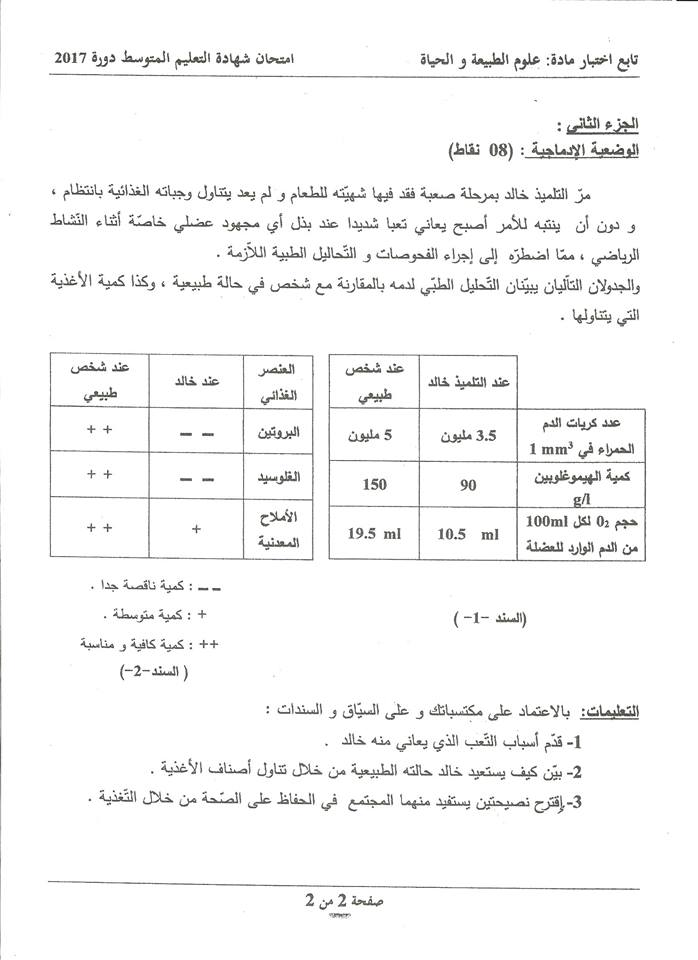 تابع اختبار مادة: علوم الطبيعة و الحياة امتحان شهادة التعليم المتوسط دورة 2017
الجزء الثاني :
الوضعية الإدماجية : (08 نقاط)
مرّ التلميذ خالد بمرحلة صعبة فقد فيها شهيّته للطعام و لم يعد يتناول وجباته الغذائية بانتظام ،
و دون أن ينتبه للأمر أصبح يعاني تعبا شديدا عند بذل أي مجهود عضلي خاصّة أثناء النّشاط
الرياضي ، ممّا اضطرّه إلى إجراء الفحوصات و التّحاليل الطبية اللاّزمة .
والجدولان التّاليان يبيّنان التّحليل الطبّي لدمه بالمقارنة مع شخص في حالة طبيعية ، وكذا كمية الأغذية
التي يتناولها .
عند التلميذ خالد عند شخص طبيعي
عدد كريات الدم الحمراء في 1 mm³ 3.5 مليون 5 مليون
كمية الهيموغلوبين g/l 90 150
حجم O₂ لكل 100ml من الدم الوارد للعضلة 10.5 ml 19.5 ml
(السند -1- )
العنصر الغذائي عند خالد عند شخص طبيعي
البروتين – – + +
الغلوسيد – – + +
الأملاح المعدنية + + +
– – : كمية ناقصة جدا .
+ : كمية متوسطة .
++ : كمية كافية و مناسبة
( السند-2-)
التعليمات: بالاعتماد على مكتسباتك و على السيّاق و السندات :
1- قدّم أسباب التّعب الذي يعاني منه خالد .
2- بيّن كيف يستعيد خالد حالته الطبيعية من خلال تناول أصناف الأغذية .
3- إقترح نصيحتين يستفيد منهما المجتمع في الحفاظ على الصّحة من خلال التّغذية .
صفحة 2 من 2